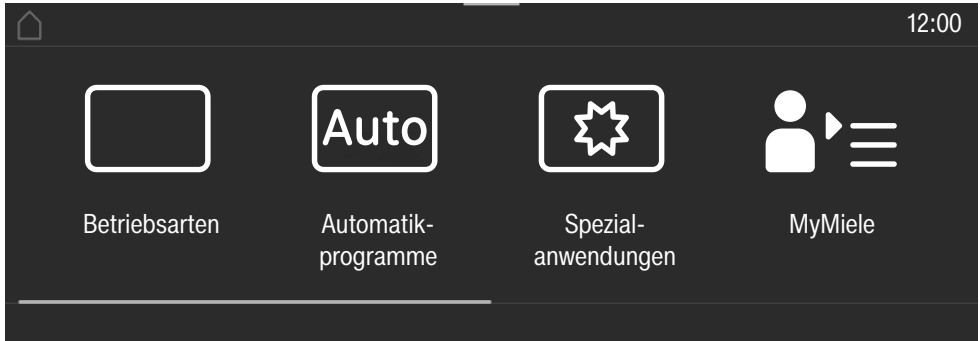 12:00
Auto
Betriebsarten
Automatik-
programme
Spezial-
anwendungen
MyMiele